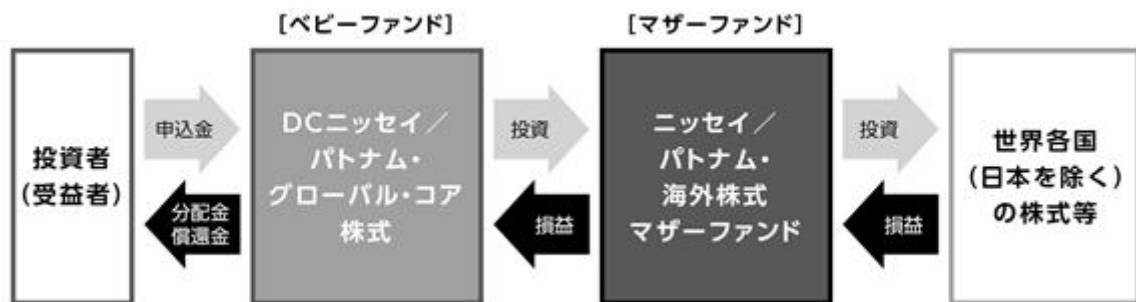 [ベビーファンド]
[マザーファンド]
投資者
(受益者)
申込金
分配金
償還金
DCニッセイ／
パトナム・
グローバル・コア
株式
投資
損益
ニッセイ／
パトナム・
海外株式
マザーファンド
投資
損益
世界各国
(日本を除く)
の株式等